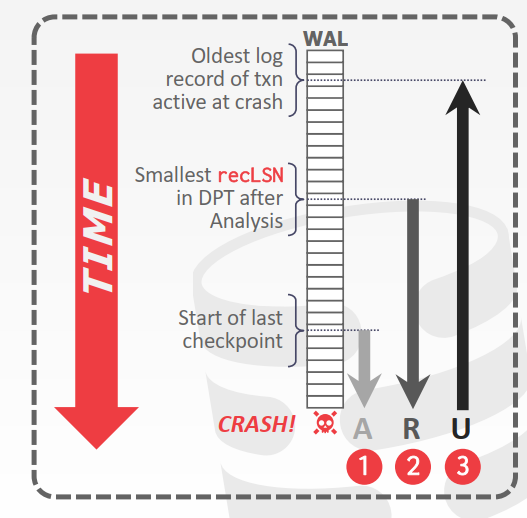 WAL
Oldest log
record of txn
active at crash
Smallest recLSN
in DPT after
Analysis
TIME
Start of last
checkpoint
CRASH! A R U
1 2 3